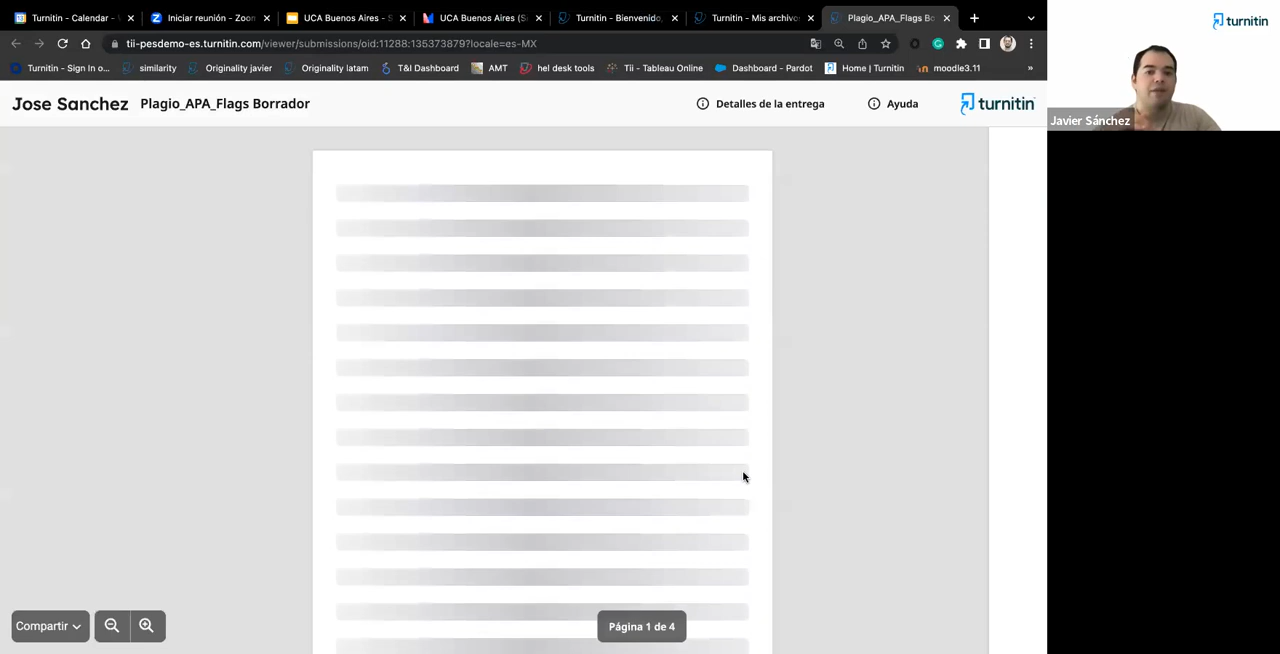 Turnitin - Calendar -
Iniciar reunión - Zoon
UCA Buenos Aires - S
UCA Buenos Aires (Si
Turnitin - Bienvenido,
Turnitin - Mis archivo
Plagio_APA_Flags Bo
tii-pesdemo-es.turnitin.com/viewer/submissions/oid:11288:135373879?locale=es-MX
Turnitin - Sign In o...
similarity
Originality javier
Originality latam
T&I Dashboard
AMT
hel desk tools
Tii - Tableau Online
Dashboard - Pardot
Home | Turnitin
moodle3.11
»
Jose Sanchez
Plagio_APA_Flags Borrador
Detalles de la entrega
Ayuda
turnitin
turnitin
Javier Sánchez
Compartir
Página 1 de 4